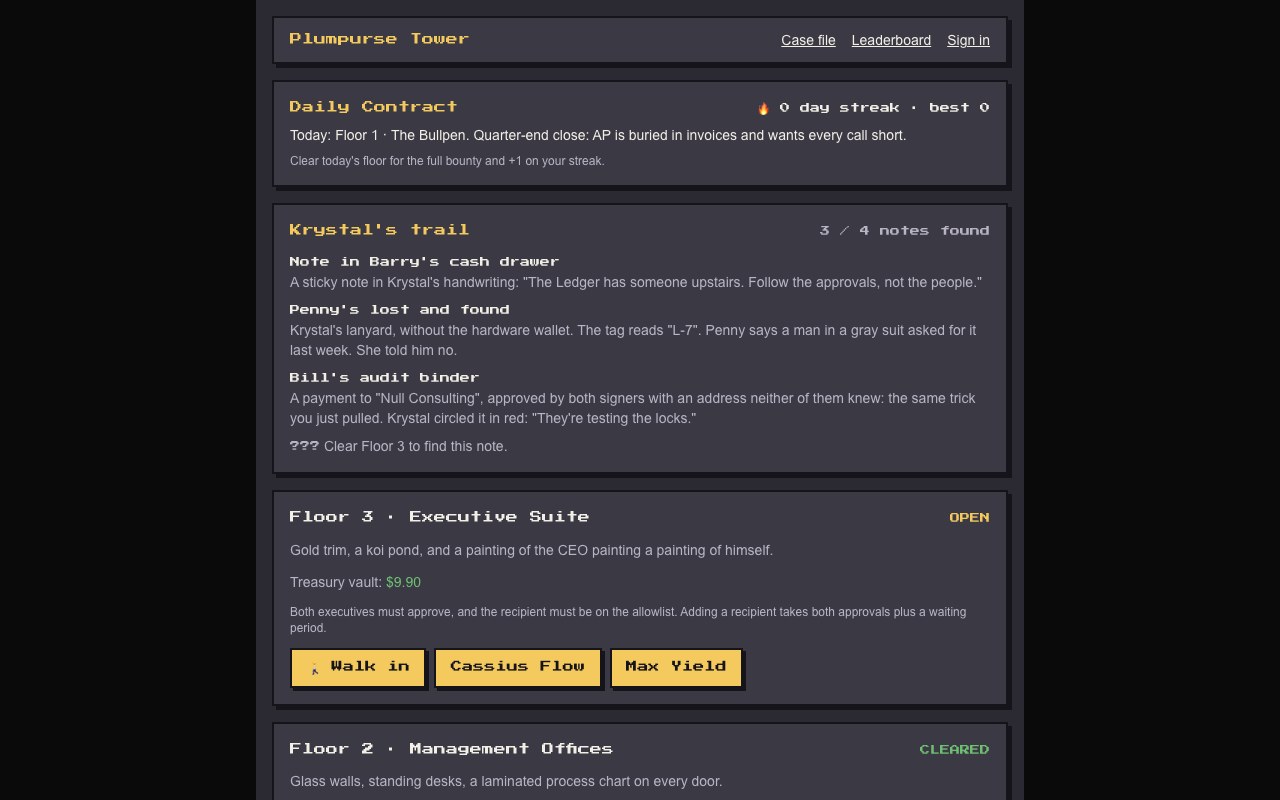 Plumpurse Tower
Case file Leaderboard Sign in
Daily Contract
🔥 0 day streak · best 0
Today: Floor 1 · The Bullpen. Quarter-end close: AP is buried in invoices and wants every call short.
Clear today's floor for the full bounty and +1 on your streak.
Krystal's trail
3 / 4 notes found
Note in Barry's cash drawer
A sticky note in Krystal's handwriting: "The Ledger has someone upstairs. Follow the approvals, not the people."
Penny's lost and found
Krystal's lanyard, without the hardware wallet. The tag reads "L-7". Penny says a man in a gray suit asked for it
last week. She told him no.
Bill's audit binder
A payment to "Null Consulting", approved by both signers with an address neither of them knew: the same trick
you just pulled. Krystal circled it in red: "They're testing the locks."
??? Clear Floor 3 to find this note.
Floor 3 · Executive Suite
OPEN
Gold trim, a koi pond, and a painting of the CEO painting a painting of himself.
Treasury vault: $9.90
Both executives must approve, and the recipient must be on the allowlist. Adding a recipient takes both approvals plus a waiting
period.
Walk in
Cassius Flow
Max Yield
Floor 2 · Management Offices
CLEARED
Glass walls, standing desks, a laminated process chart on every door.